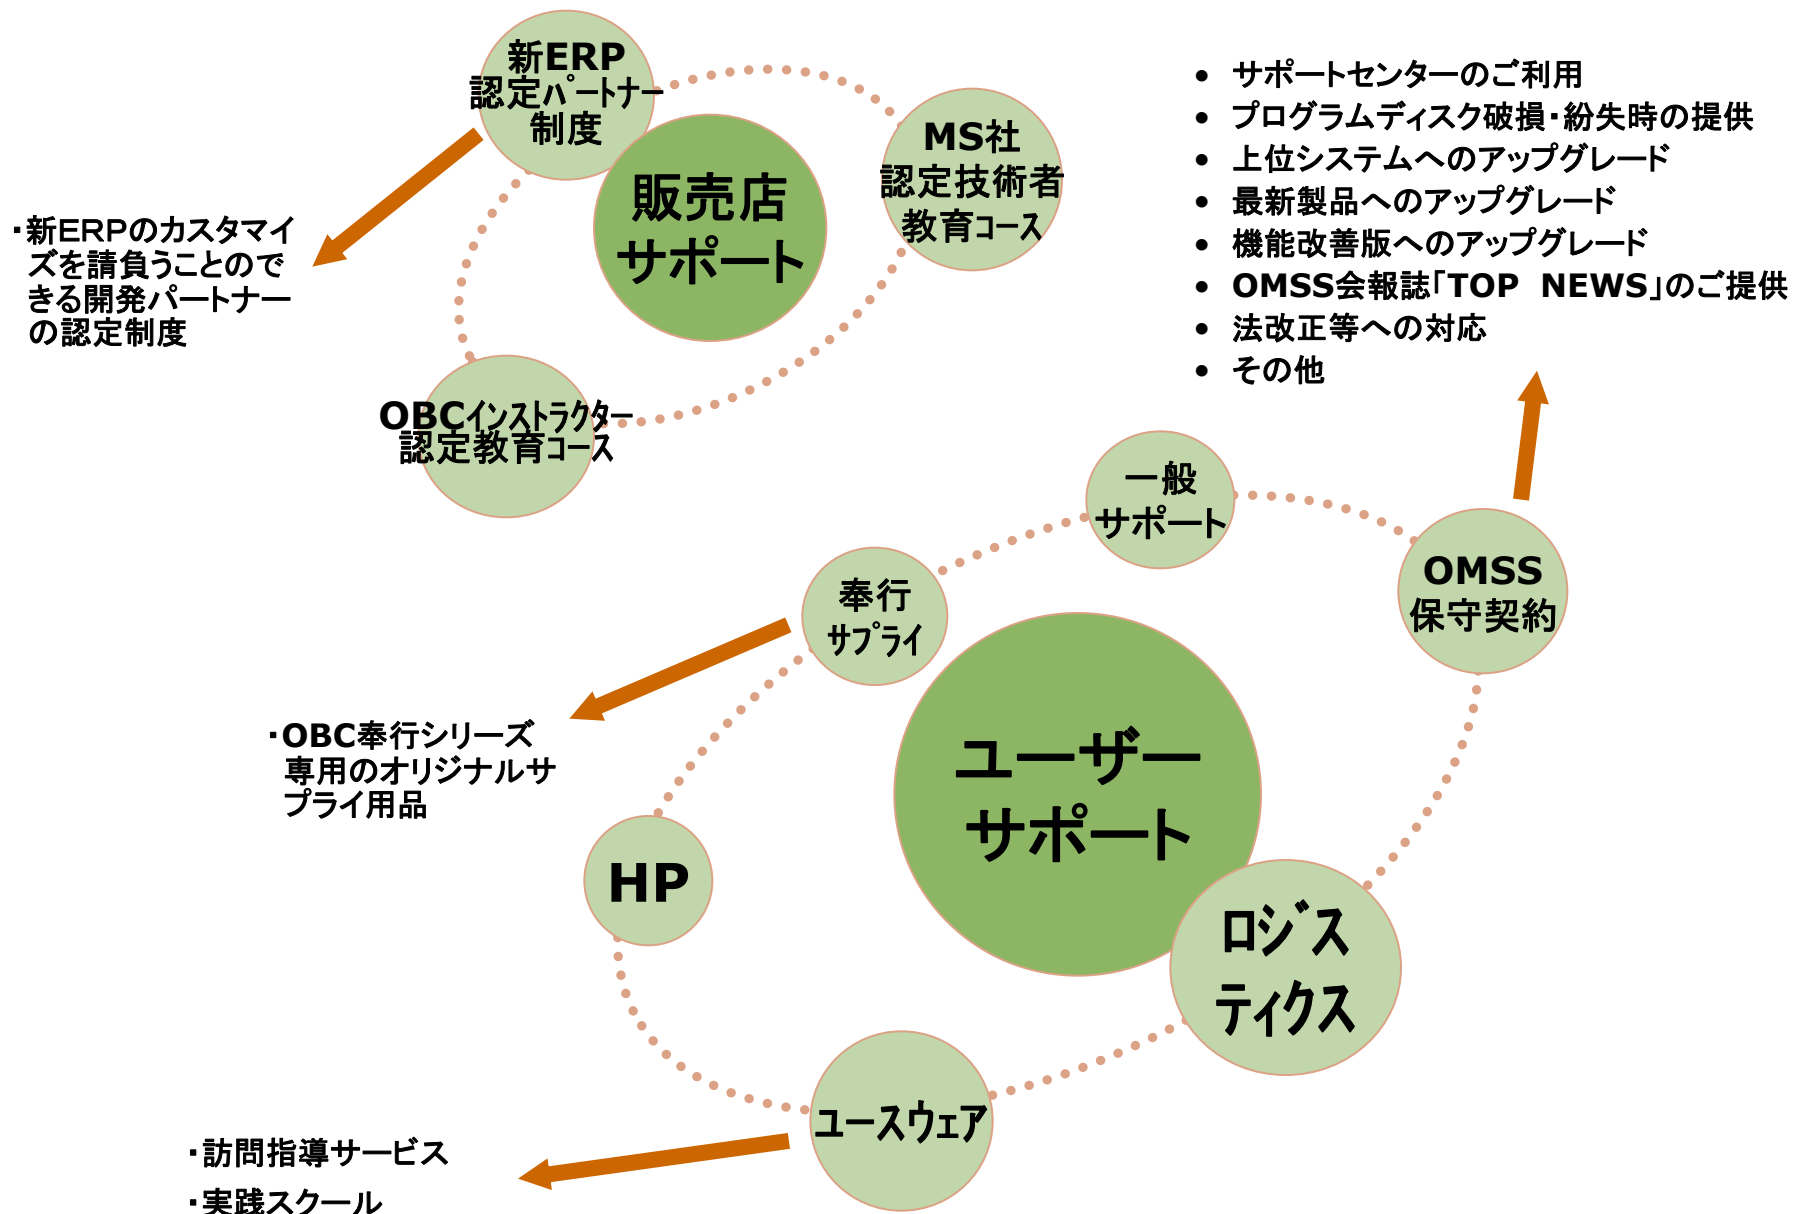 新ERP
認定パートナー
制度
販売店
サポート
MS社
認定技術者
教育コース
OBCインストラクター
認定教育コース
・新ERPのカスタマイ
ズを請負うことので
きる開発パートナー
の認定制度
• サポートセンターのご利用
• プログラムディスク破損・紛失時の提供
• 上位システムへのアップグレード
• 最新製品へのアップグレード
• 機能改善版へのアップグレード
• OMSS会報誌「TOP NEWS」のご提供
• 法改正等への対応
• その他
一般
サポート
OMSS
保守契約
奉行
サプライ
・OBC奉行シリーズ
専用のオリジナルサ
プライ用品
ユーザー
サポート
HP
ロジス
ティクス
ユースウェア
・訪問指導サービス
・実践スクール